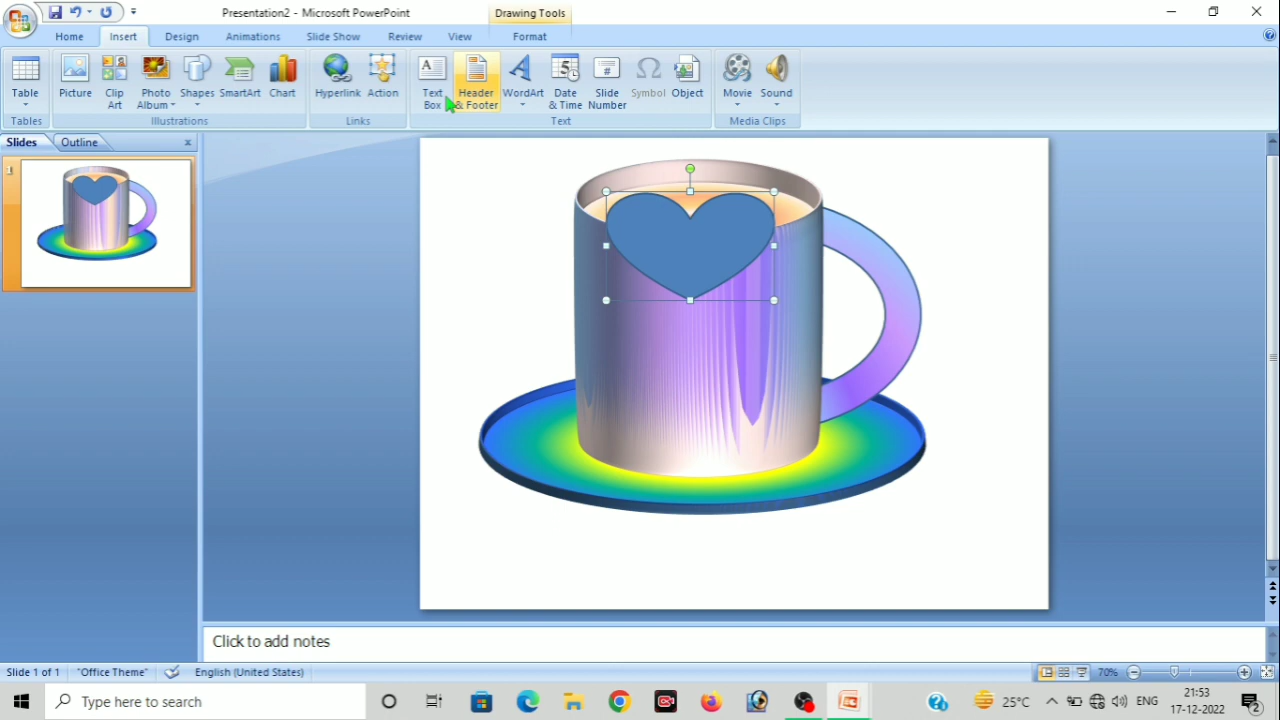 Presentation2 - Microsoft PowerPoint
Drawing Tools
Home
Insert
Design
Animations
Slide Show
Review
View
Format
Table
Picture
Clip Art
Photo Album
Shapes
SmartArt
Chart
Hyperlink
Action
Text Box
Header & Footer
WordArt
Date & Time
Slide Number
Symbol
Object
Movie
Sound
Tables
Illustrations
Links
Text
Media Clips
Slides
Outline
1
Click to add notes
Slide 1 of 1
"Office Theme"
English (United States)
70%
Type here to search
25°C
ENG
21:53
17-12-2022
2